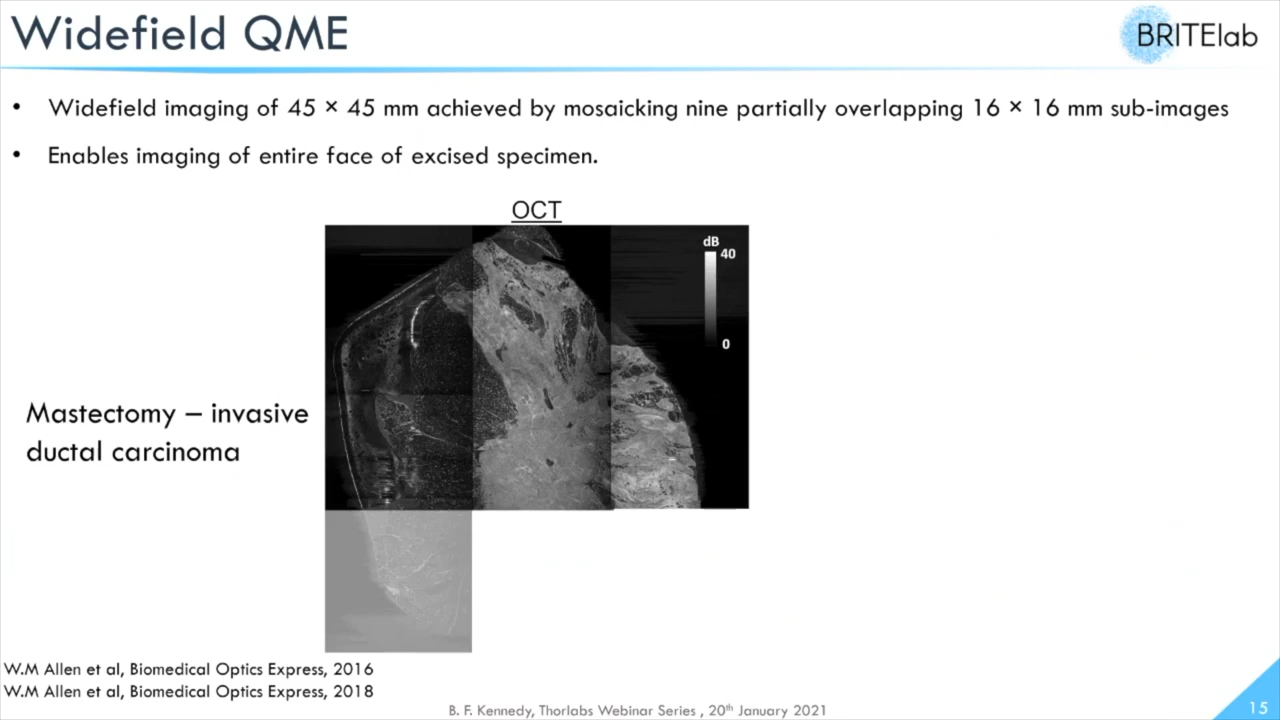 Widefield QME
BRITElab
• Widefield imaging of 45 × 45 mm achieved by mosaicking nine partially overlapping 16 × 16 mm sub-images
• Enables imaging of entire face of excised specimen.
OCT
dB
40
0
Mastectomy – invasive
ductal carcinoma
W.M Allen et al, Biomedical Optics Express, 2016
W.M Allen et al, Biomedical Optics Express, 2018
B. F. Kennedy, Thorlabs Webinar Series , 20th January 2021
15